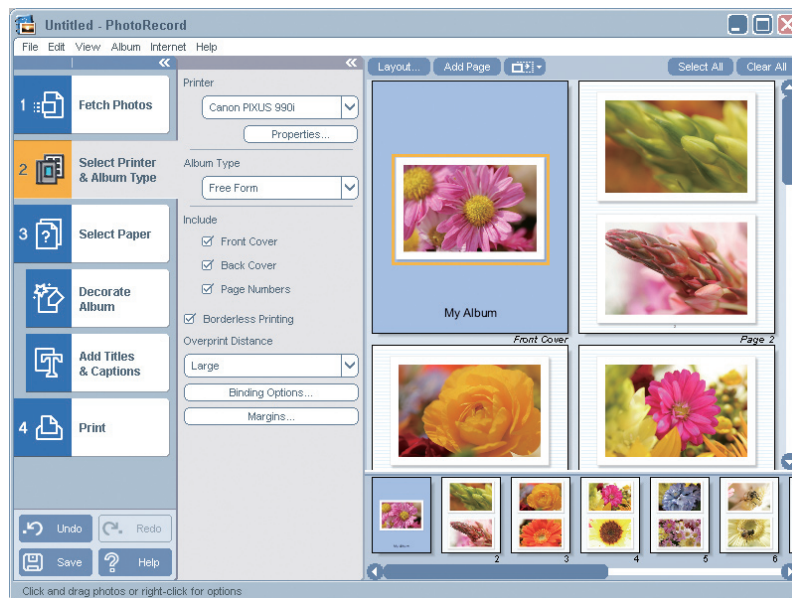 Untitled - PhotoRecord
File Edit View Album Internet Help
1 Fetch Photos
2 Select Printer
& Album Type
3 Select Paper
Decorate
Album
Add Titles
& Captions
4 Print
Undo Redo
Save Help
Printer
Canon PIXUS 990i
Properties...
Album Type
Free Form
Include
Front Cover
Back Cover
Page Numbers
Borderless Printing
Overprint Distance
Large
Binding Options...
Margins...
Layout... Add Page Select All Clear All
My Album
Front Cover Page 2
2 3 4 5 6
Click and drag photos or right-click for options